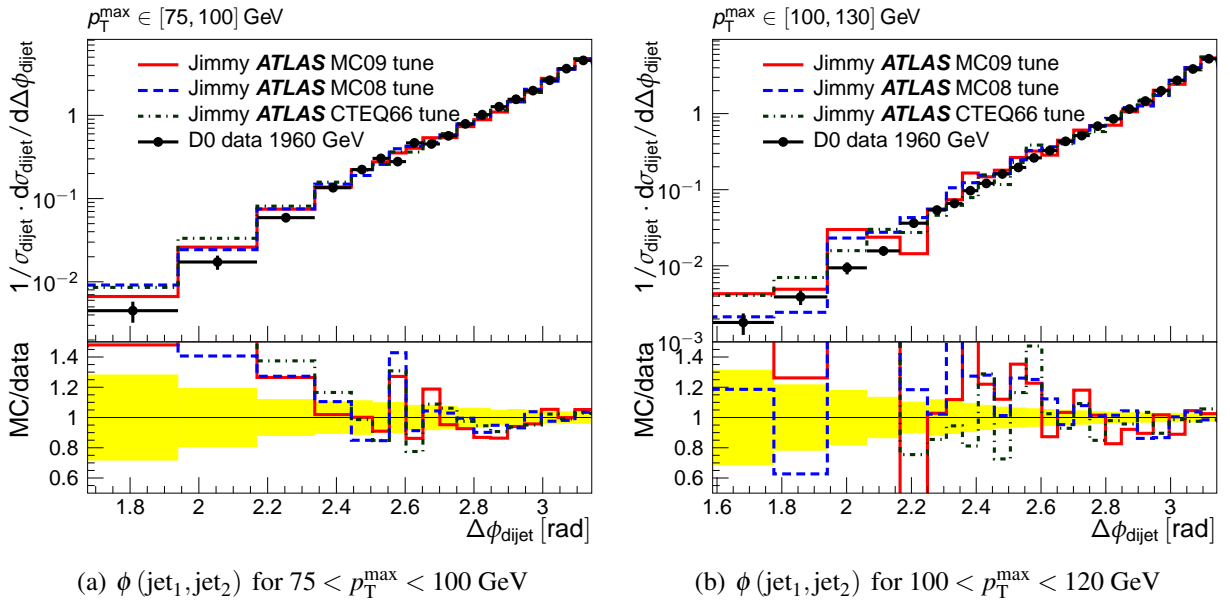 p_T^max ∈ [75, 100] GeV
1/σ_dijet · dσ_dijet / dΔϕ_dijet
1
10⁻¹
10⁻²
Jimmy ATLAS MC09 tune
Jimmy ATLAS MC08 tune
Jimmy ATLAS CTEQ66 tune
D0 data 1960 GeV
MC/data
1.4
1.2
1.0
0.8
0.6
1.8 2 2.2 2.4 2.6 2.8 3
Δϕ_dijet [rad]
(a) ϕ (jet₁, jet₂) for 75 < p_T^max < 100 GeV
p_T^max ∈ [100, 130] GeV
1/σ_dijet · dσ_dijet / dΔϕ_dijet
1
10⁻¹
10⁻²
10⁻³
Jimmy ATLAS MC09 tune
Jimmy ATLAS MC08 tune
Jimmy ATLAS CTEQ66 tune
D0 data 1960 GeV
MC/data
1.4
1.2
1.0
0.8
0.6
1.6 1.8 2 2.2 2.4 2.6 2.8 3
Δϕ_dijet [rad]
(b) ϕ (jet₁, jet₂) for 100 < p_T^max < 120 GeV